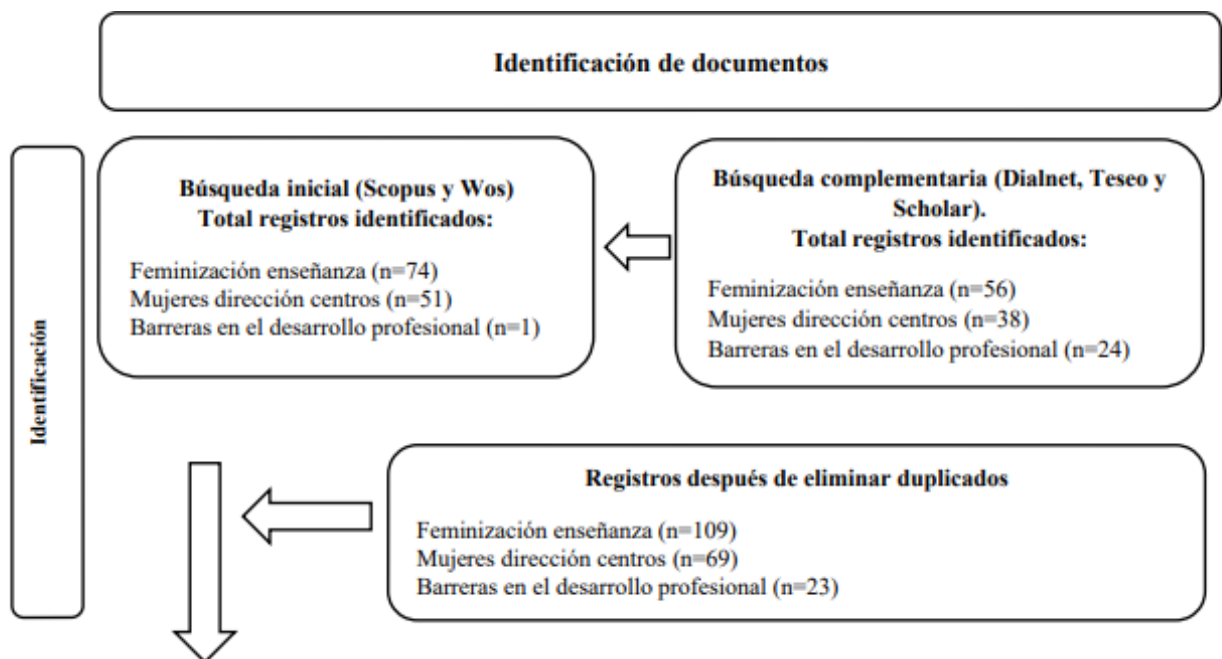 Identificación de documentos
Identificación
Búsqueda inicial (Scopus y Wos)
Total registros identificados:
Feminización enseñanza (n=74)
Mujeres dirección centros (n=51)
Barreras en el desarrollo profesional (n=1)
Búsqueda complementaria (Dialnet, Teseo y
Scholar).
Total registros identificados:
Feminización enseñanza (n=56)
Mujeres dirección centros (n=38)
Barreras en el desarrollo profesional (n=24)
Registros después de eliminar duplicados
Feminización enseñanza (n=109)
Mujeres dirección centros (n=69)
Barreras en el desarrollo profesional (n=23)